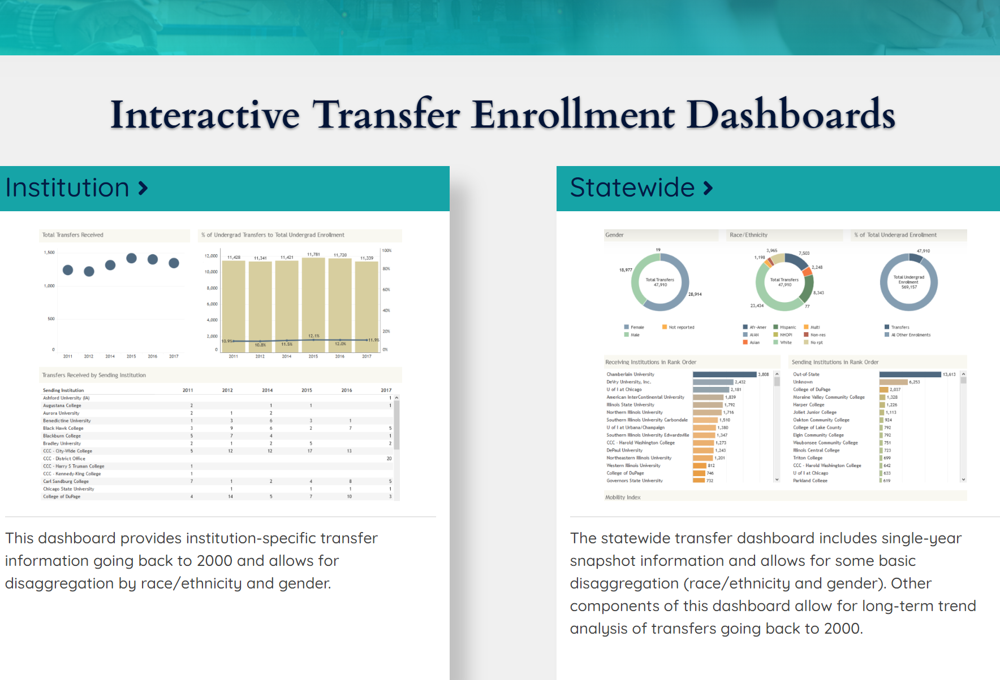 Interactive Transfer Enrollment Dashboards
Institution
Total Transfers Received
1,500
1,000
500
0
2011 2012 2014 2015 2016 2017
% of Undergrad Transfers to Total Undergrad Enrollment
12,000
10,000
8,000
6,000
4,000
2,000
0
11,428 11,341 11,421 11,781 11,720 11,339
100%
80%
60%
40%
20%
0%
10.9% 10.8% 11.5% 12.1% 12.0% 11.9%
2011 2012 2014 2015 2016 2017
Transfers Received by Sending Institution
Sending Institution 2011 2012 2014 2015 2016 2017
Ashford University (IA) 1
Augustana College 2 1 1 1
Aurora University 2 1 2
Benedictine University 1 3 6 3 1
Black Hawk College 3 9 6 2 7 5
Blackburn College 5 7 4 1
Bradley University 2 1 2 5 2
CCC - City-Wide College 5 12 12 17 13
CCC - District Office 20
CCC - Harry S Truman College 1
CCC - Kennedy-King College 1
Carl Sandburg College 7 1 2 4 8 5
Chicago State University 1 1 1 1
College of DuPage 4 14 5 7 10 3
This dashboard provides institution-specific transfer
information going back to 2000 and allows for
disaggregation by race/ethnicity and gender.
Statewide
Gender
19
18,977
Total Transfers
47,910
28,914
Female Not reported
Male
Race/Ethnicity
3,965 7,503
1,198 2,248
Total Transfers
47,910
8,343
23,434 77
Afr-Amer Hispanic Multi
AIAN NHOPI Non-res
Asian White No rpt
% of Total Undergrad Enrollment
47,910
Total Undergrad
Enrollment
569,157
Transfers
All Other Enrolments
Receiving Institutions in Rank Order
Chamberlain University 3,808
DeVry University, Inc. 2,432
U of I at Chicago 2,181
American InterContinental University 1,839
Illinois State University 1,792
Northern Illinois University 1,716
Southern Illinois University Carbondale 1,510
U of I at Urbana/Champaign 1,380
Southern Illinois University Edwardsville 1,347
CCC - Harold Washington College 1,273
DePaul University 1,243
Northeastern Illinois University 1,201
Western Illinois University 812
College of DuPage 746
Governors State University 732
Sending Institutions in Rank Order
Out-of-State 13,613
Unknown 6,253
College of DuPage 2,037
Moraine Valley Community College 1,328
Harper College 1,226
Joliet Junior College 1,113
Oakton Community College 924
College of Lake County 792
Elgin Community College 792
Waubonsee Community College 751
Illinois Central College 723
Triton College 699
CCC - Harold Washington College 642
U of I at Chicago 633
Parkland College 619
Mobility Index
The statewide transfer dashboard includes single-year
snapshot information and allows for some basic
disaggregation (race/ethnicity and gender). Other
components of this dashboard allow for long-term trend
analysis of transfers going back to 2000.